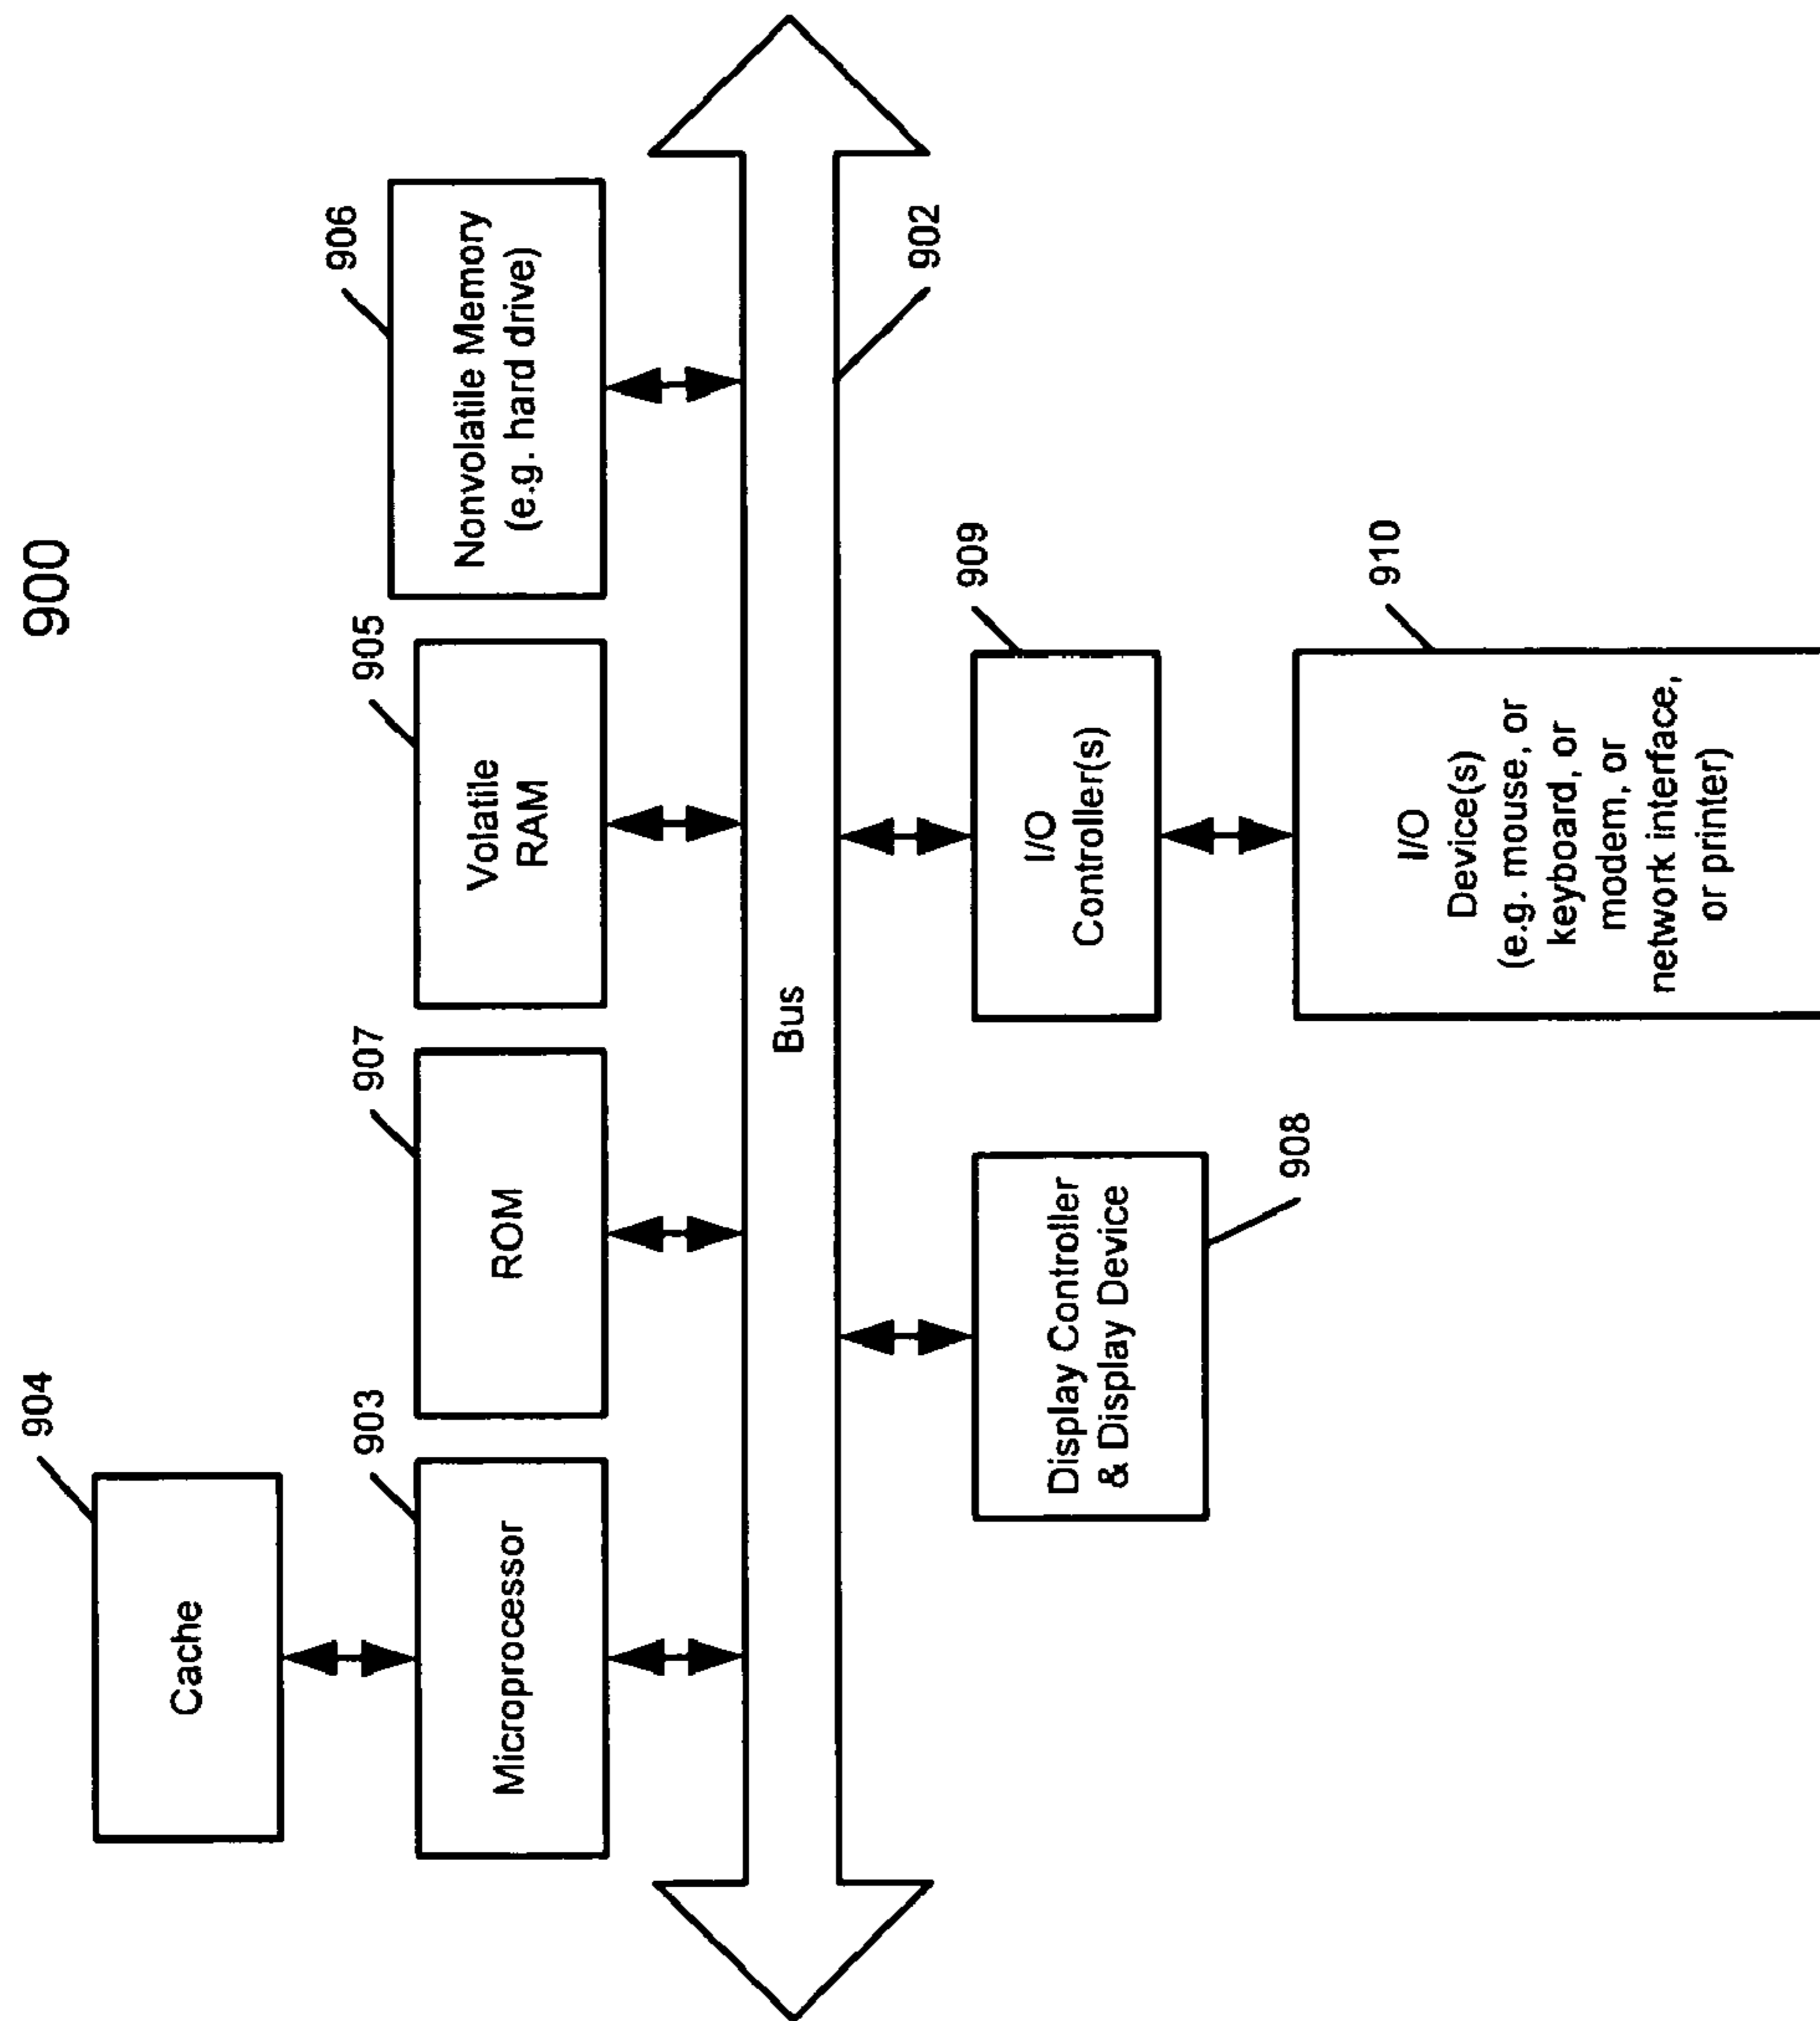 900
904
Cache
903
Microprocessor
907
ROM
905
Volatile
RAM
906
Nonvolatile Memory
(e.g. hard drive)
Bus
902
Display Controller
& Display Device
908
909
I/O
Controller(s)
910
I/O
Device(s)
(e.g. mouse, or
keyboard, or
modem, or
network interface,
or printer)